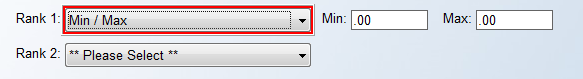 Rank 1: Min / Max Min: .00 Max: .00
Rank 2: ** Please Select **